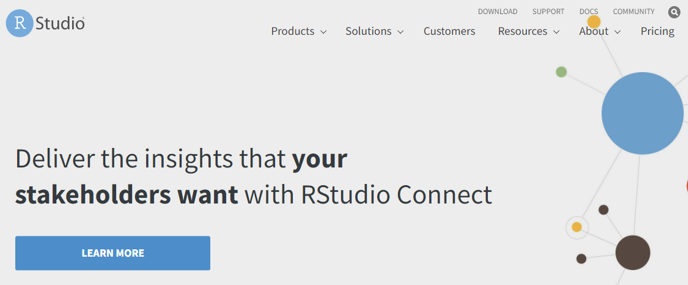 DOWNLOAD SUPPORT DOCS COMMUNITY
R Studio
Products Solutions Customers Resources About Pricing
Deliver the insights that your
stakeholders want with RStudio Connect
LEARN MORE